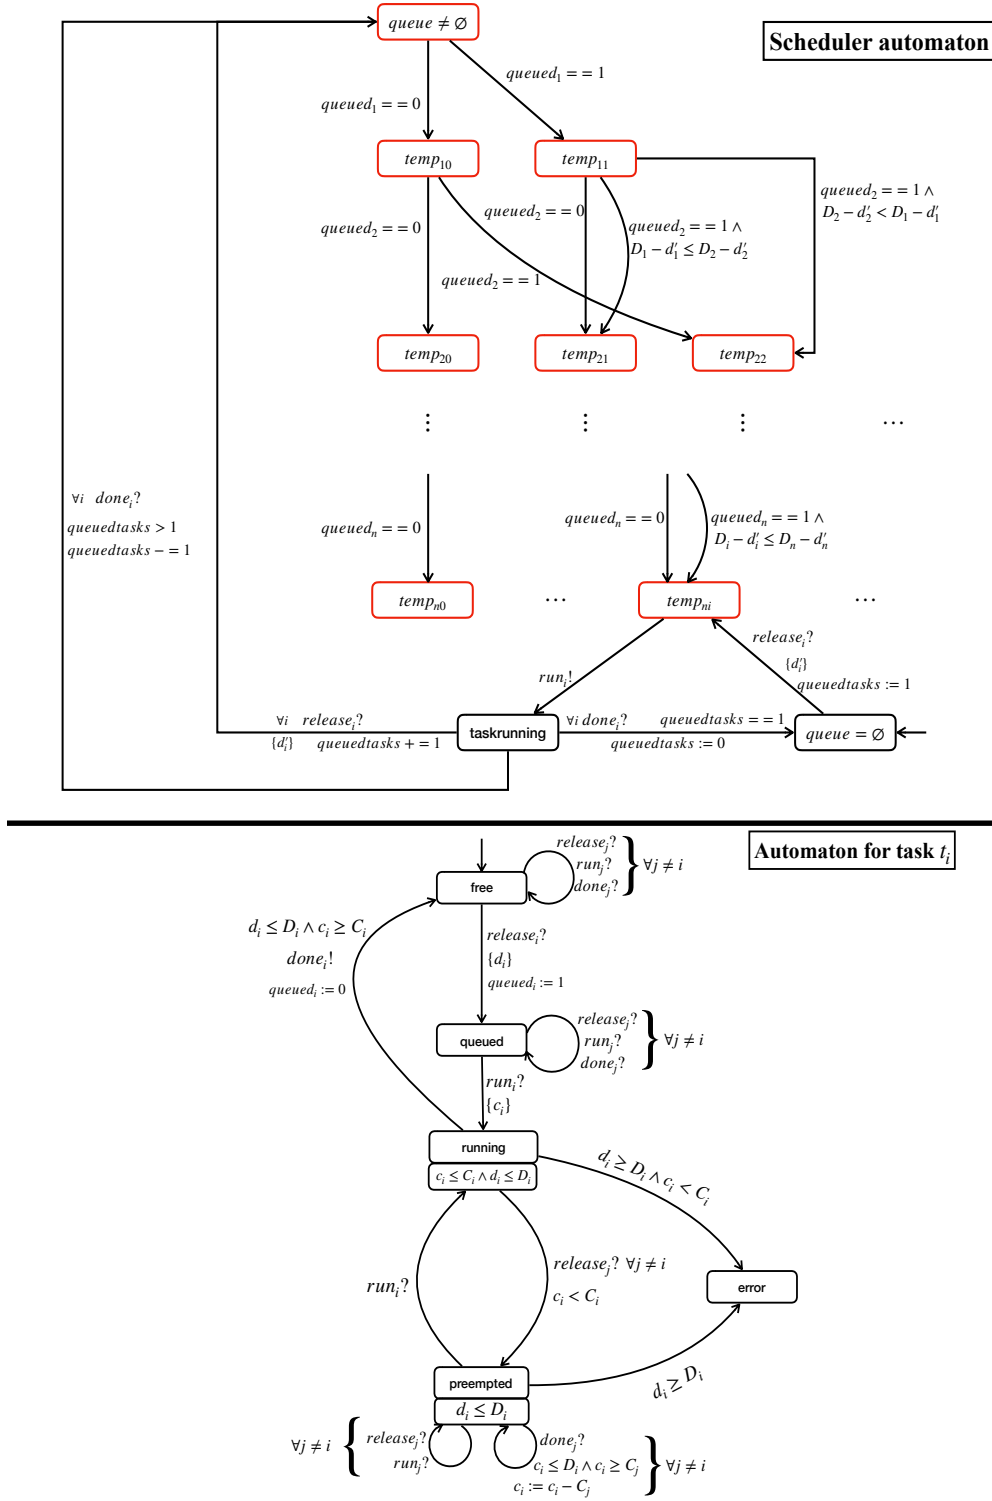 queue ≠ ∅
Scheduler automaton
queued₁ == 1
queued₁ == 0
temp₁₀
temp₁₁
queued₂ == 0
queued₂ == 0
queued₂ == 1 ∧
D₁ − d′₁ ≤ D₂ − d′₂
queued₂ == 1 ∧
D₂ − d′₂ < D₁ − d′₁
queued₂ == 1
temp₂₀
temp₂₁
temp₂₂
⋮ ⋮ ⋮ ⋯
∀i done_i?
queuedtasks > 1
queuedtasks −= 1
queued_n == 0
queued_n == 0
queued_n == 1 ∧
D_i − d′_i ≤ D_n − d′_n
temp_n0
⋯
temp_ni
⋯
release_i?
{d′_i}
queuedtasks := 1
run_i!
∀i release_i?
{d′_i} queuedtasks += 1
taskrunning
∀i done_i? queuedtasks == 1
queuedtasks := 0
queue = ∅
Automaton for task t_i
release_j?
run_j?
done_j?
} ∀j ≠ i
free
d_i ≤ D_i ∧ c_i ≥ C_i
done_i!
queued_i := 0
release_i?
{d_i}
queued_i := 1
queued
release_j?
run_j?
done_j?
} ∀j ≠ i
run_i?
{c_i}
running
c_i ≤ C_i ∧ d_i ≤ D_i
d_i ≥ D_i ∧ c_i < C_i
run_i?
release_j? ∀j ≠ i
c_i < C_i
error
preempted
d_i ≤ D_i
d_i ≥ D_i
∀j ≠ i {
release_j?
run_j?
done_j?
c_i ≤ D_i ∧ c_i ≥ C_j
c_i := c_i − C_j
} ∀j ≠ i